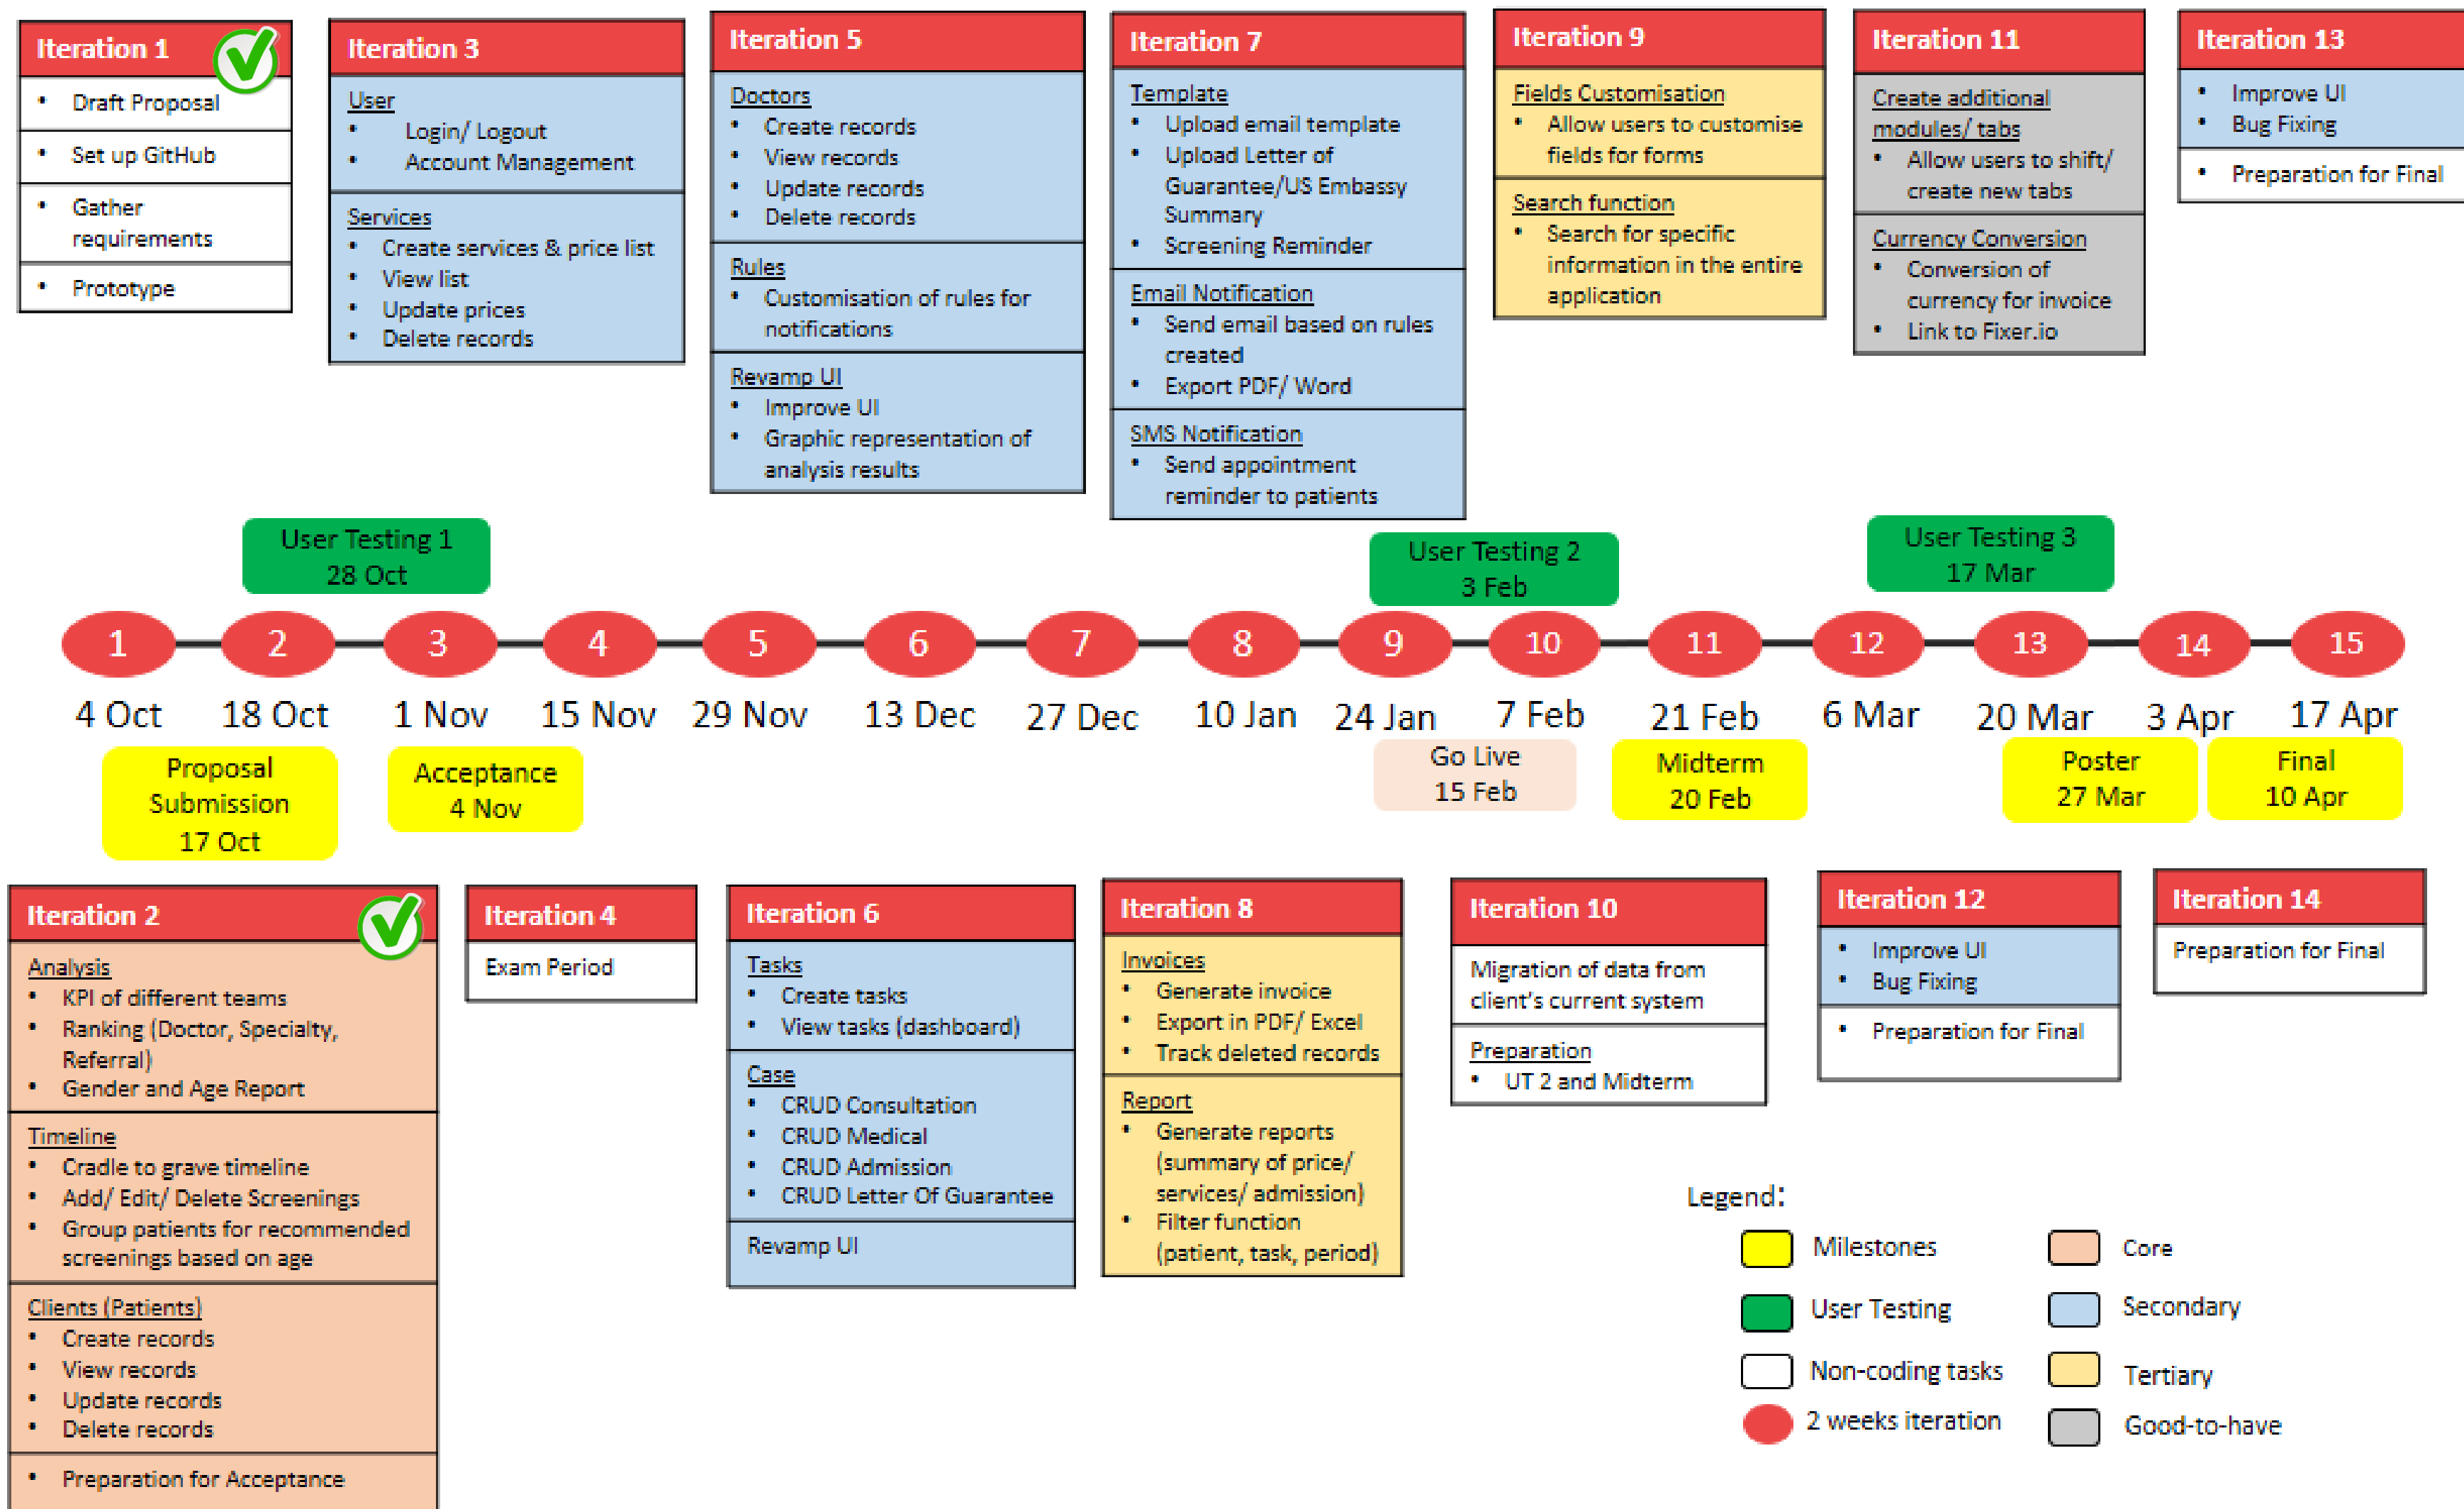 Iteration 1
• Draft Proposal
• Set up GitHub
• Gather
requirements
• Prototype
Iteration 3
User
• Login/ Logout
• Account Management
Services
• Create services & price list
• View list
• Update prices
• Delete records
Iteration 5
Doctors
• Create records
• View records
• Update records
• Delete records
Rules
• Customisation of rules for
notifications
Revamp UI
• Improve UI
• Graphic representation of
analysis results
Iteration 7
Template
• Upload email template
• Upload Letter of
Guarantee/US Embassy
Summary
• Screening Reminder
Email Notification
• Send email based on rules
created
• Export PDF/ Word
SMS Notification
• Send appointment
reminder to patients
Iteration 9
Fields Customisation
• Allow users to customise
fields for forms
Search function
• Search for specific
information in the entire
application
Iteration 11
Create additional
modules/ tabs
• Allow users to shift/
create new tabs
Currency Conversion
• Conversion of
currency for invoice
• Link to Fixer.io
Iteration 13
• Improve UI
• Bug Fixing
• Preparation for Final
User Testing 1
28 Oct
User Testing 2
3 Feb
User Testing 3
17 Mar
1 2 3 4 5 6 7 8 9 10 11 12 13 14 15
4 Oct 18 Oct 1 Nov 15 Nov 29 Nov 13 Dec 27 Dec 10 Jan 24 Jan 7 Feb 21 Feb 6 Mar 20 Mar 3 Apr 17 Apr
Proposal
Submission
17 Oct
Acceptance
4 Nov
Go Live
15 Feb
Midterm
20 Feb
Poster
27 Mar
Final
10 Apr
Iteration 2
Analysis
• KPI of different teams
• Ranking (Doctor, Specialty,
Referral)
• Gender and Age Report
Timeline
• Cradle to grave timeline
• Add/ Edit/ Delete Screenings
• Group patients for recommended
screenings based on age
Clients (Patients)
• Create records
• View records
• Update records
• Delete records
• Preparation for Acceptance
Iteration 4
Exam Period
Iteration 6
Tasks
• Create tasks
• View tasks (dashboard)
Case
• CRUD Consultation
• CRUD Medical
• CRUD Admission
• CRUD Letter Of Guarantee
Revamp UI
Iteration 8
Invoices
• Generate invoice
• Export in PDF/ Excel
• Track deleted records
Report
• Generate reports
(summary of price/
services/ admission)
• Filter function
(patient, task, period)
Iteration 10
Migration of data from
client's current system
Preparation
• UT 2 and Midterm
Iteration 12
• Improve UI
• Bug Fixing
• Preparation for Final
Iteration 14
Preparation for Final
Legend:
Milestones
Core
User Testing
Secondary
Non-coding tasks
Tertiary
2 weeks iteration
Good-to-have